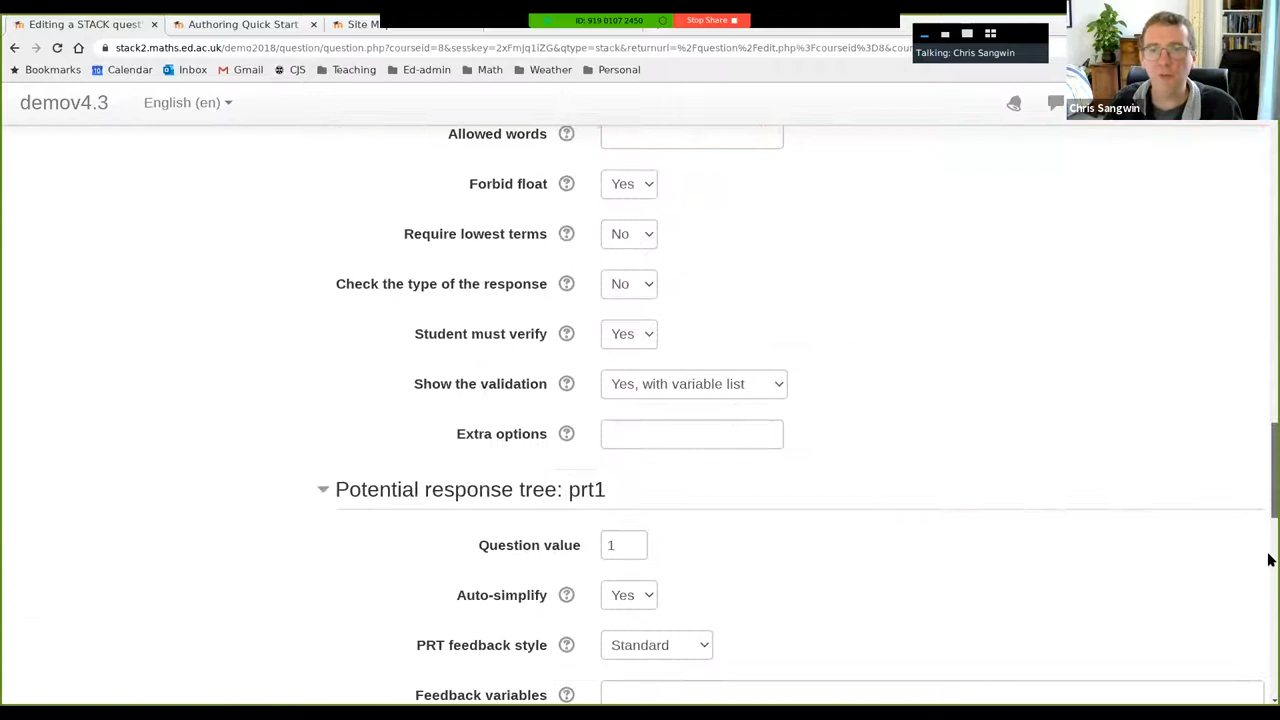 Editing a STACK quest
Authoring Quick Start
Site M
ID: 919 0107 2450
Stop Share
stack2.maths.ed.ac.uk/demo2018/question/question.php?courseid=8&sesskey=2xFmJq1lZG&qtype=stack&returnurl=%2Fquestion%2Fedit.php%3Fcourseid%3D8&cou
Talking: Chris Sangwin
Bookmarks
Calendar
Inbox
Gmail
CJS
Teaching
Ed-admin
Math
Weather
Personal
demov4.3
English (en)
Chris Sangwin
Allowed words
Forbid float
Yes
Require lowest terms
No
Check the type of the response
No
Student must verify
Yes
Show the validation
Yes, with variable list
Extra options
Potential response tree: prt1
Question value
1
Auto-simplify
Yes
PRT feedback style
Standard
Feedback variables